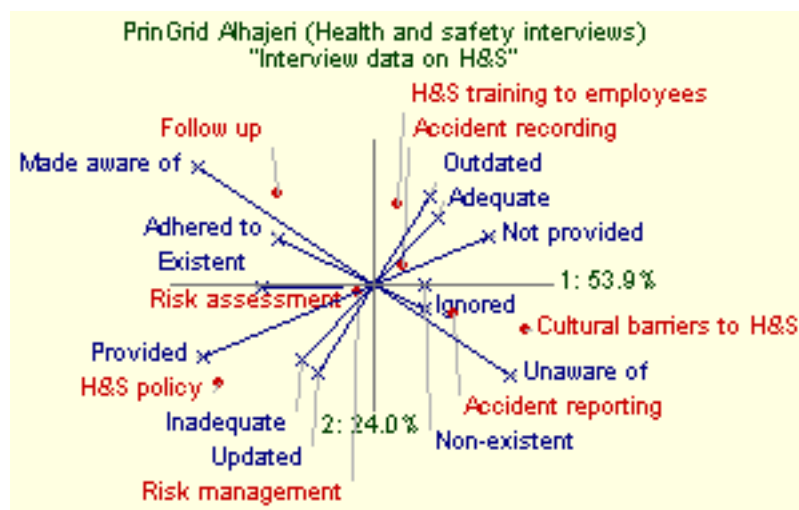 PrinGrid Alhajeri (Health and safety interviews)
"Interview data on H&S"
H&S training to employees
Follow up
Accident recording
Made aware of
Outdated
Adequate
Adhered to
Not provided
Existent
1: 53.9%
Risk assessment
Ignored
Cultural barriers to H&S
Provided
Unaware of
H&S policy
Accident reporting
Inadequate
2: 24.0%
Non-existent
Updated
Risk management